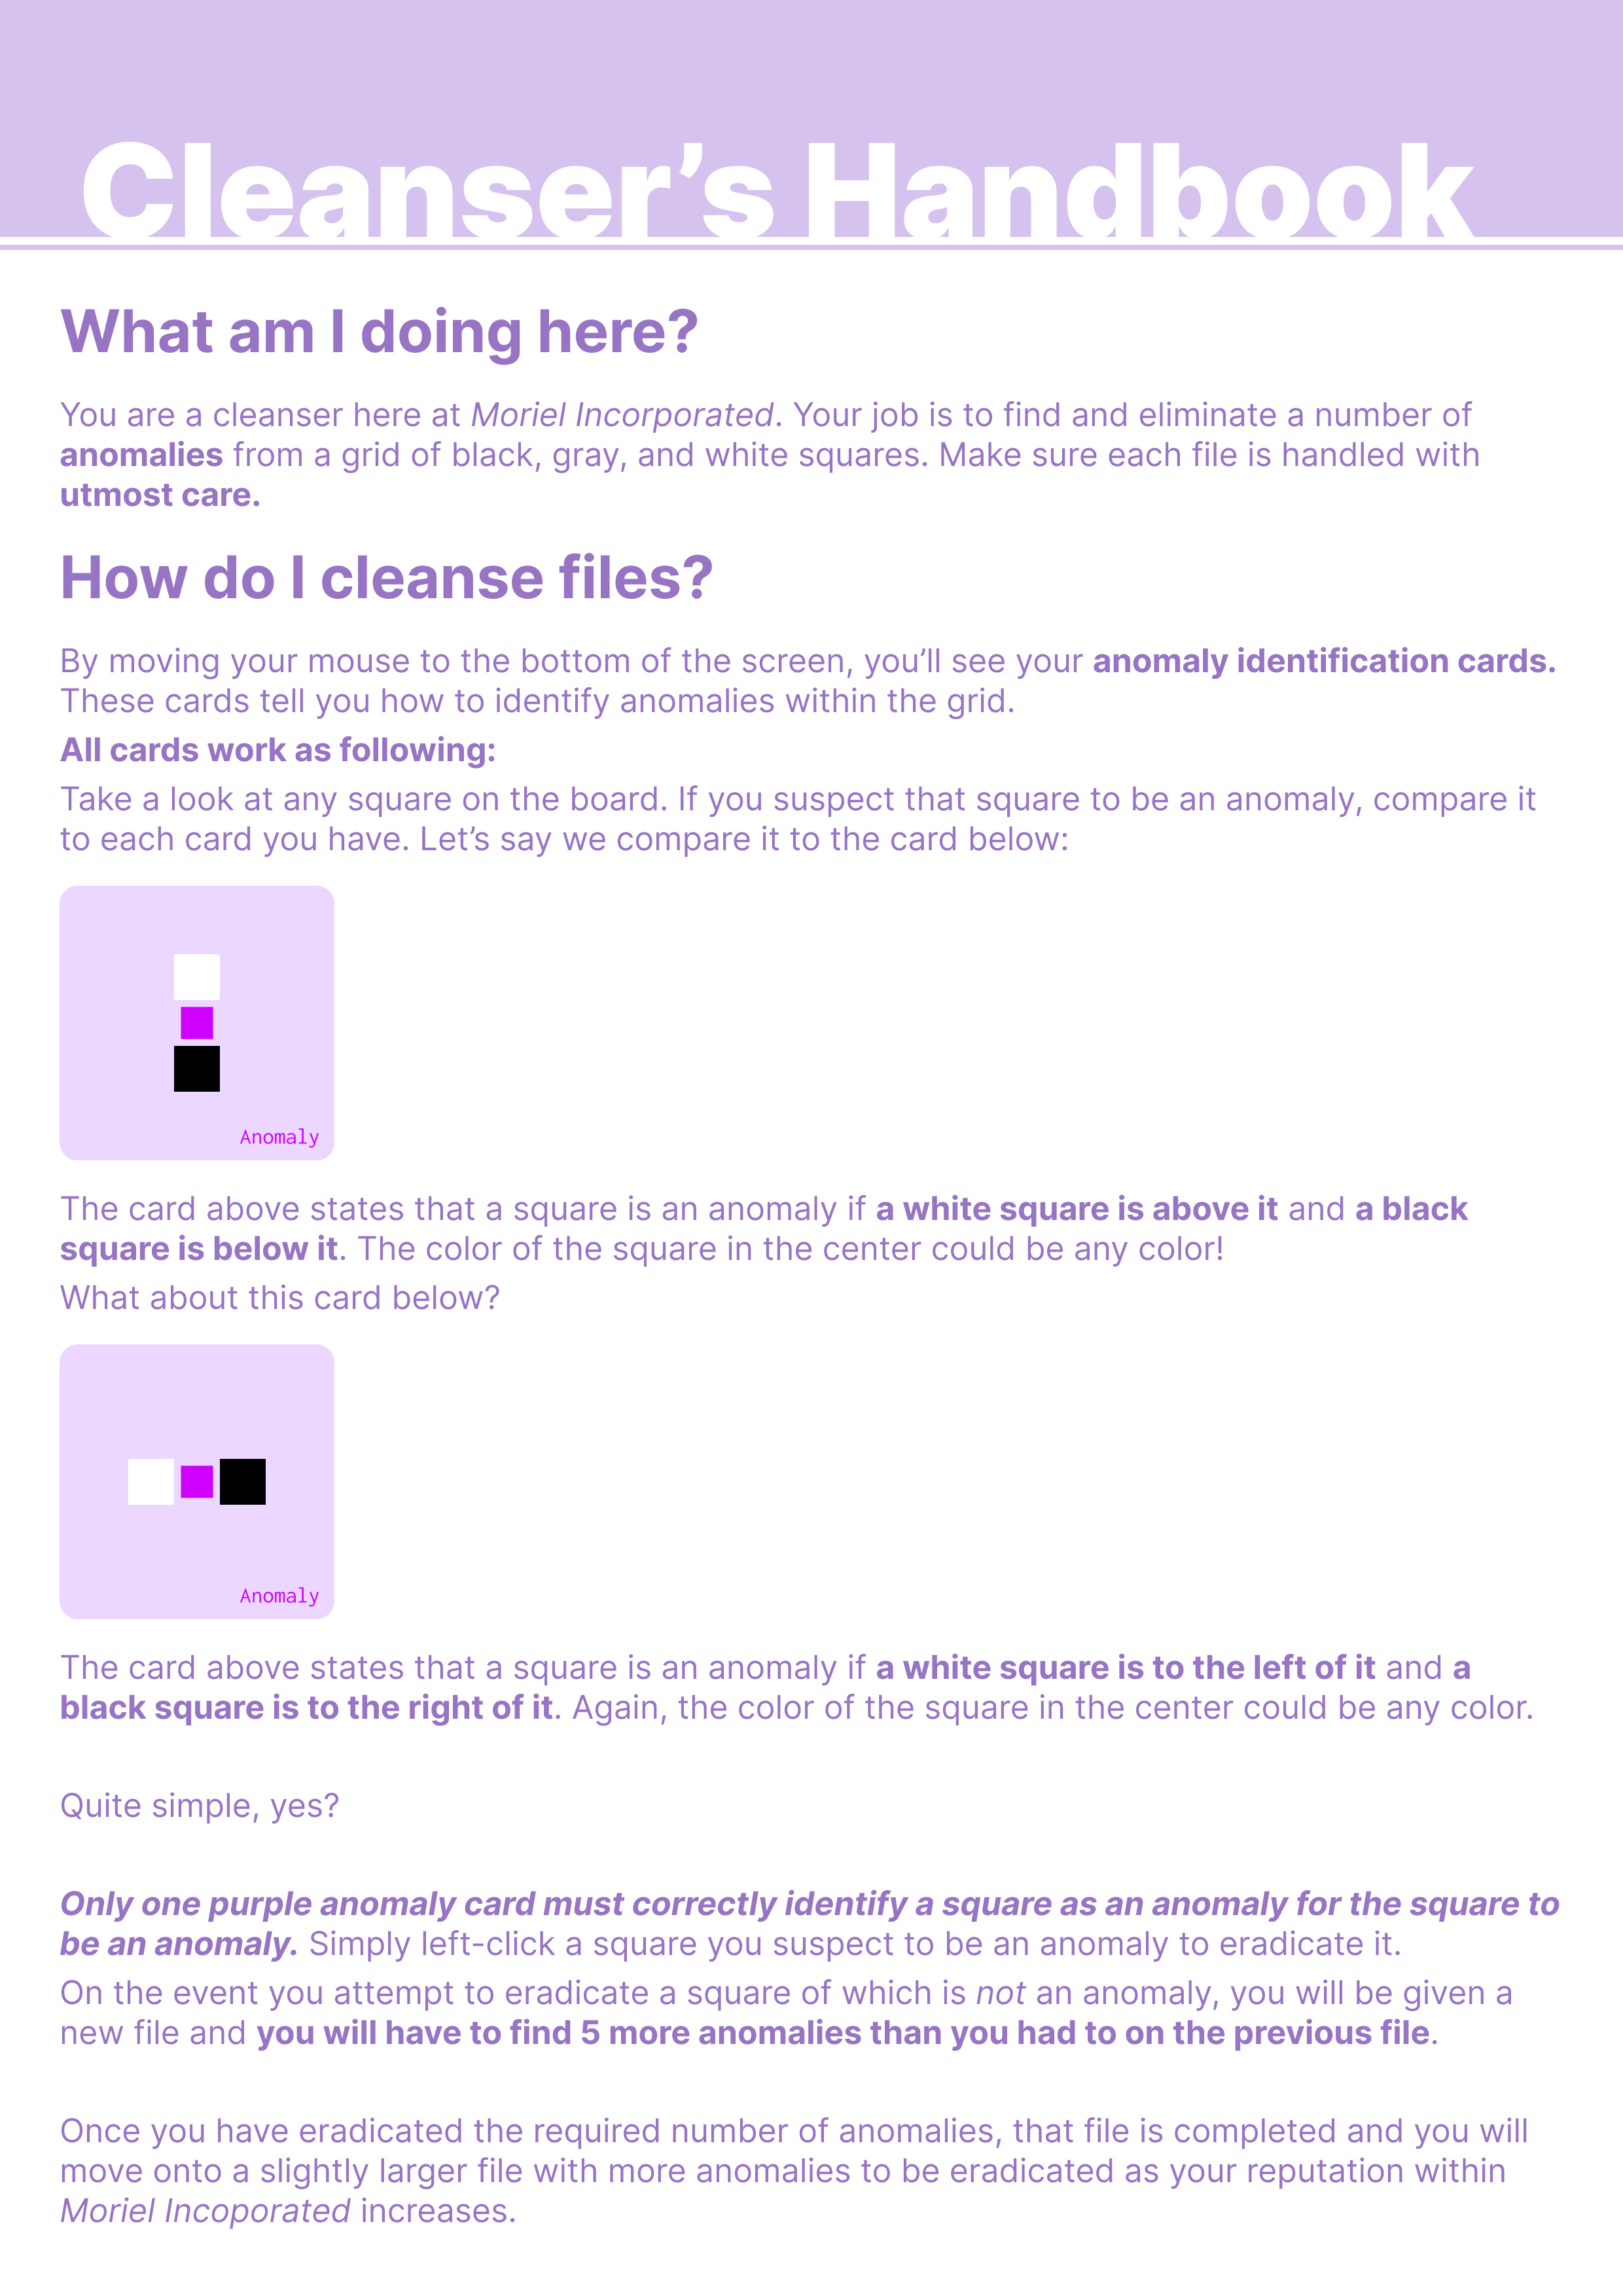 Cleanser’s Handbook
What am I doing here?
You are a cleanser here at Moriel Incorporated. Your job is to find and eliminate a number of
anomalies from a grid of black, gray, and white squares. Make sure each file is handled with
utmost care.
How do I cleanse files?
By moving your mouse to the bottom of the screen, you’ll see your anomaly identification cards.
These cards tell you how to identify anomalies within the grid.
All cards work as following:
Take a look at any square on the board. If you suspect that square to be an anomaly, compare it
to each card you have. Let’s say we compare it to the card below:
Anomaly
The card above states that a square is an anomaly if a white square is above it and a black
square is below it. The color of the square in the center could be any color!
What about this card below?
Anomaly
The card above states that a square is an anomaly if a white square is to the left of it and a
black square is to the right of it. Again, the color of the square in the center could be any color.
Quite simple, yes?
Only one purple anomaly card must correctly identify a square as an anomaly for the square to
be an anomaly. Simply left-click a square you suspect to be an anomaly to eradicate it.
On the event you attempt to eradicate a square of which is not an anomaly, you will be given a
new file and you will have to find 5 more anomalies than you had to on the previous file.
Once you have eradicated the required number of anomalies, that file is completed and you will
move onto a slightly larger file with more anomalies to be eradicated as your reputation within
Moriel Incoporated increases.